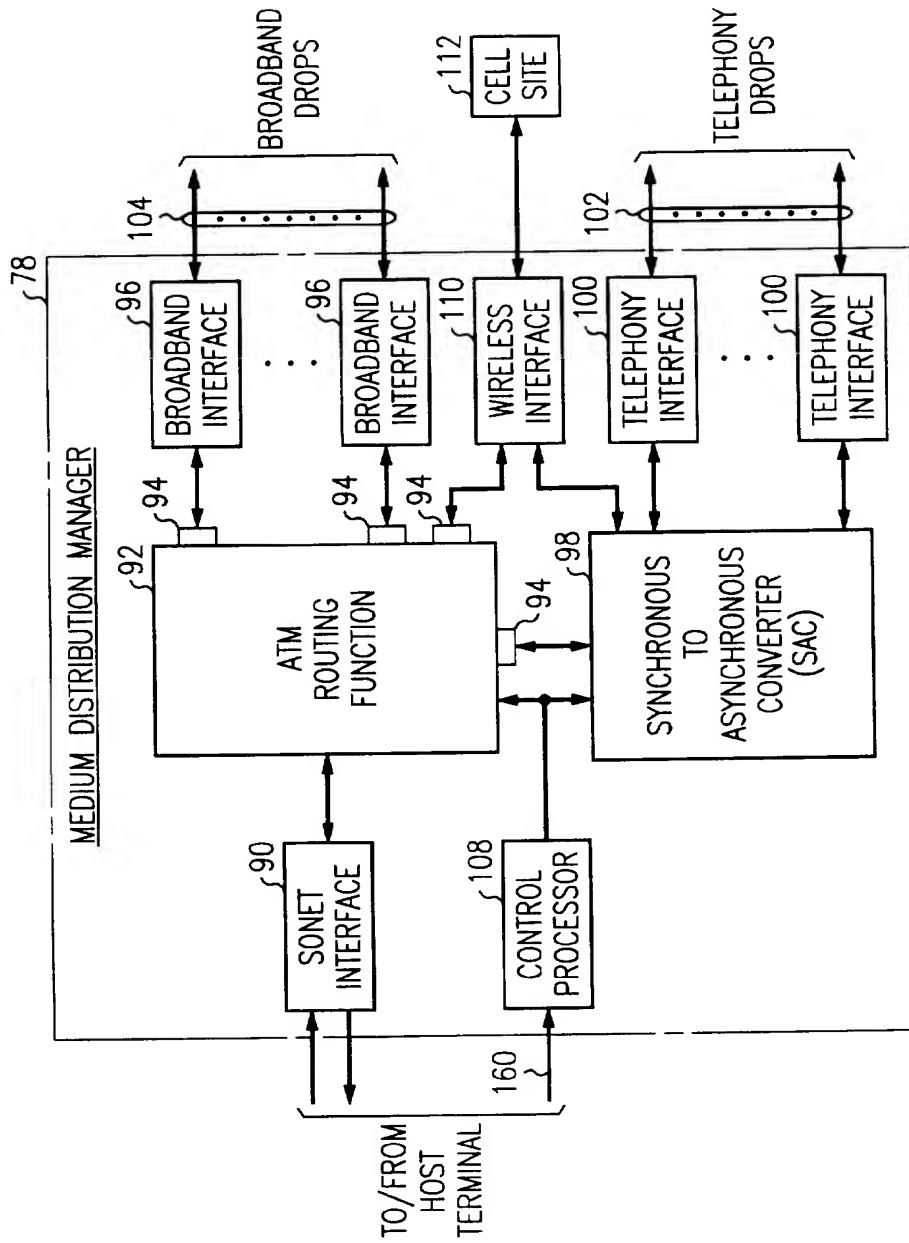 78
MEDIUM DISTRIBUTION MANAGER
TO/FROM
HOST
TERMINAL
160
90
SONET
INTERFACE
108
CONTROL
PROCESSOR
92
ATM
ROUTING
FUNCTION
94
94
94
94
98
SYNCHRONOUS
TO
ASYNCHRONOUS
CONVERTER
(SAC)
96
BROADBAND
INTERFACE
96
BROADBAND
INTERFACE
110
WIRELESS
INTERFACE
100
TELEPHONY
INTERFACE
100
TELEPHONY
INTERFACE
104
BROADBAND
DROPS
112
CELL
SITE
102
TELEPHONY
DROPS